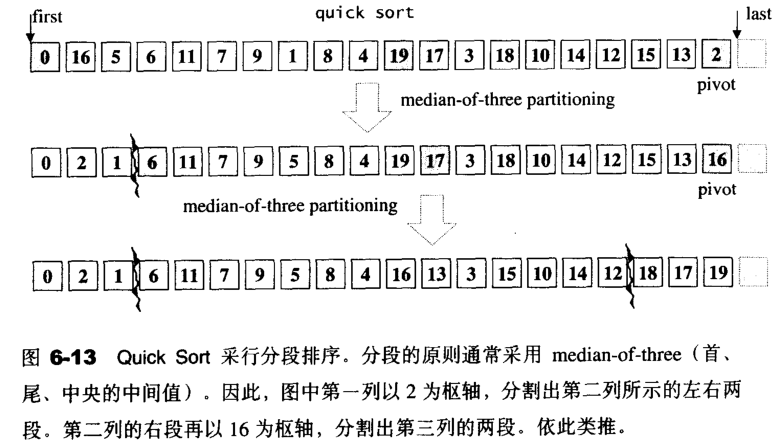 quick sort
first
last
0 16 5 6 11 7 9 1 8 4 19 17 3 18 10 14 12 15 13 2
pivot
median-of-three partitioning
0 2 1 6 11 7 9 5 8 4 19 17 3 18 10 14 12 15 13 16
pivot
median-of-three partitioning
0 2 1 6 11 7 9 5 8 4 16 13 3 15 10 14 12 18 17 19
图 6-13 Quick Sort 采行分段排序。分段的原则通常采用 median-of-three（首、
尾、中央的中间值）。因此，图中第一列以 2 为枢轴，分割出第二列所示的左右两
段。第二列的右段再以 16 为枢轴，分割出第三列的两段。依此类推。